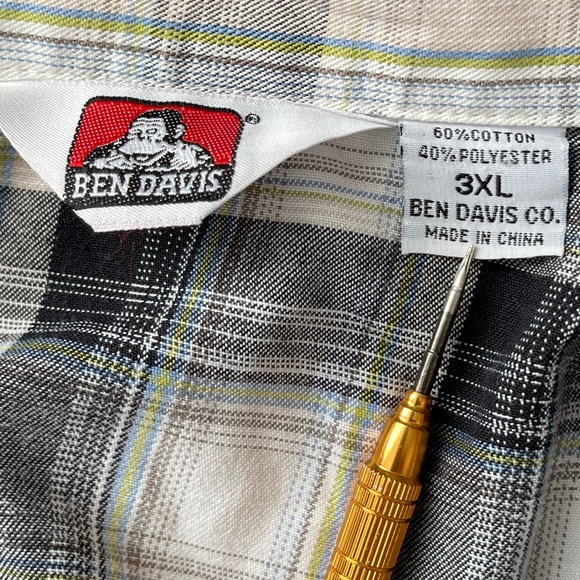 BEN DAVIS
®
60% COTTON
40% POLYESTER
3XL
BEN DAVIS CO.
MADE IN CHINA